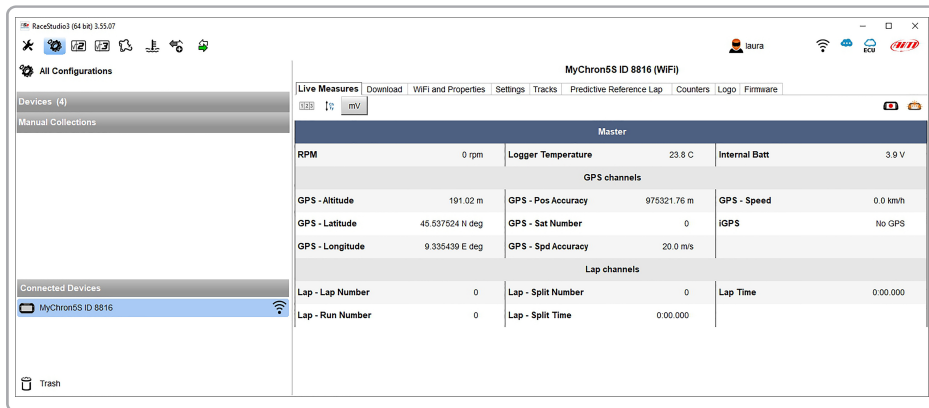 RaceStudio3 (64 bit) 3.55.07
laura
ECU
AIM
All Configurations
Devices (4)
Manual Collections
Connected Devices
MyChron5S ID 8816
Trash
MyChron5S ID 8816 (WiFi)
Live Measures Download WiFi and Properties Settings Tracks Predictive Reference Lap Counters Logo Firmware
123 mV
Master
RPM 0 rpm Logger Temperature 23.8 C Internal Batt 3.9 V
GPS channels
GPS - Altitude 191.02 m GPS - Pos Accuracy 975321.76 m GPS - Speed 0.0 km/h
GPS - Latitude 45.537524 N deg GPS - Sat Number 0 iGPS No GPS
GPS - Longitude 9.335439 E deg GPS - Spd Accuracy 20.0 m/s
Lap channels
Lap - Lap Number 0 Lap - Split Number 0 Lap Time 0:00.000
Lap - Run Number 0 Lap - Split Time 0:00.000